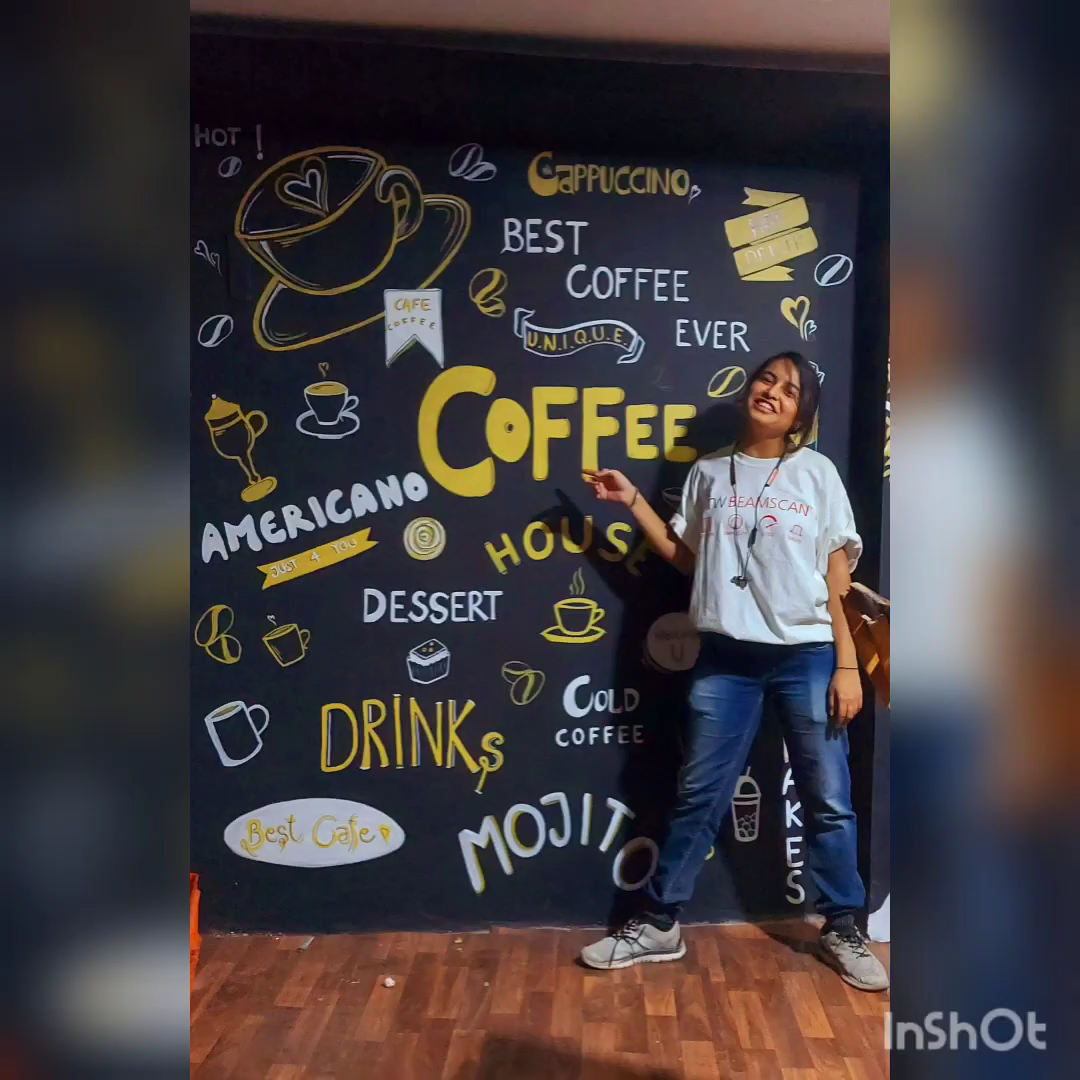 HOT !
CAPPUCCINO
BEST
COFFEE
EVER
CAFE
COFFEE
U.N.I.Q.U.E.
COFFEE
HOUSE
AMERICANO
JUST 4 YOU
DESSERT
DRINKS
COLD
COFFEE
Best Cafe
MOJITO
BEAMSCAN
InShOt